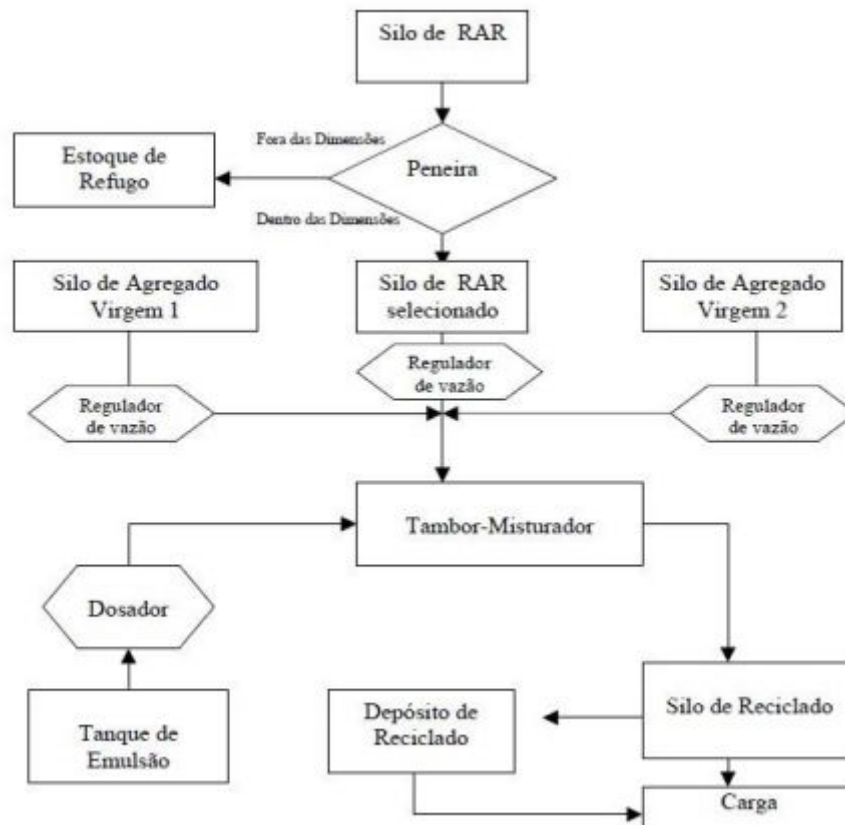 Silo de RAR
Fora das Dimensões
Estoque de
Refugo
Peneira
Dentro das Dimensões
Silo de Agregado
Virgem 1
Silo de RAR
selecionado
Silo de Agregado
Virgem 2
Regulador
de vazão
Regulador
de vazão
Regulador
de vazão
Tambor-Misturador
Dosador
Tanque de
Emulsão
Depósito de
Reciclado
Silo de Reciclado
Carga